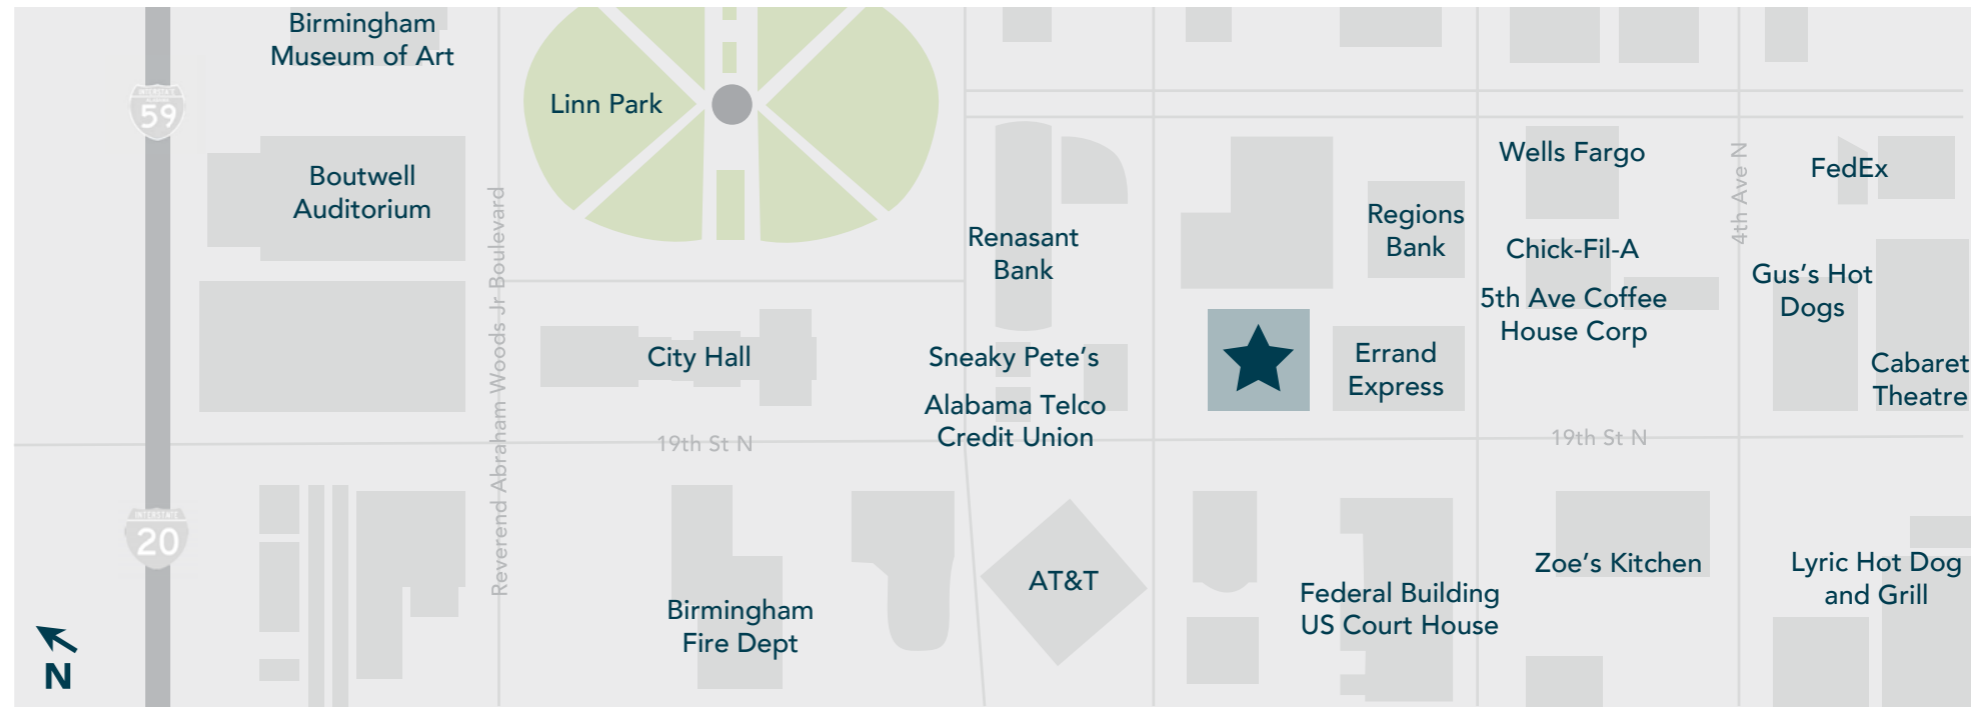 Birmingham
Museum of Art
INTERSTATE
59
Linn Park
Boutwell
Auditorium
Reverend Abraham Woods Jr Boulevard
Renasant
Bank
Regions
Bank
Wells Fargo
4th Ave N
FedEx
Chick-Fil-A
5th Ave Coffee
House Corp
Gus's Hot
Dogs
City Hall
Sneaky Pete's
Alabama Telco
Credit Union
Errand
Express
Cabaret
Theatre
19th St N
19th St N
INTERSTATE
20
Birmingham
Fire Dept
AT&T
Federal Building
US Court House
Zoe's Kitchen
Lyric Hot Dog
and Grill
N